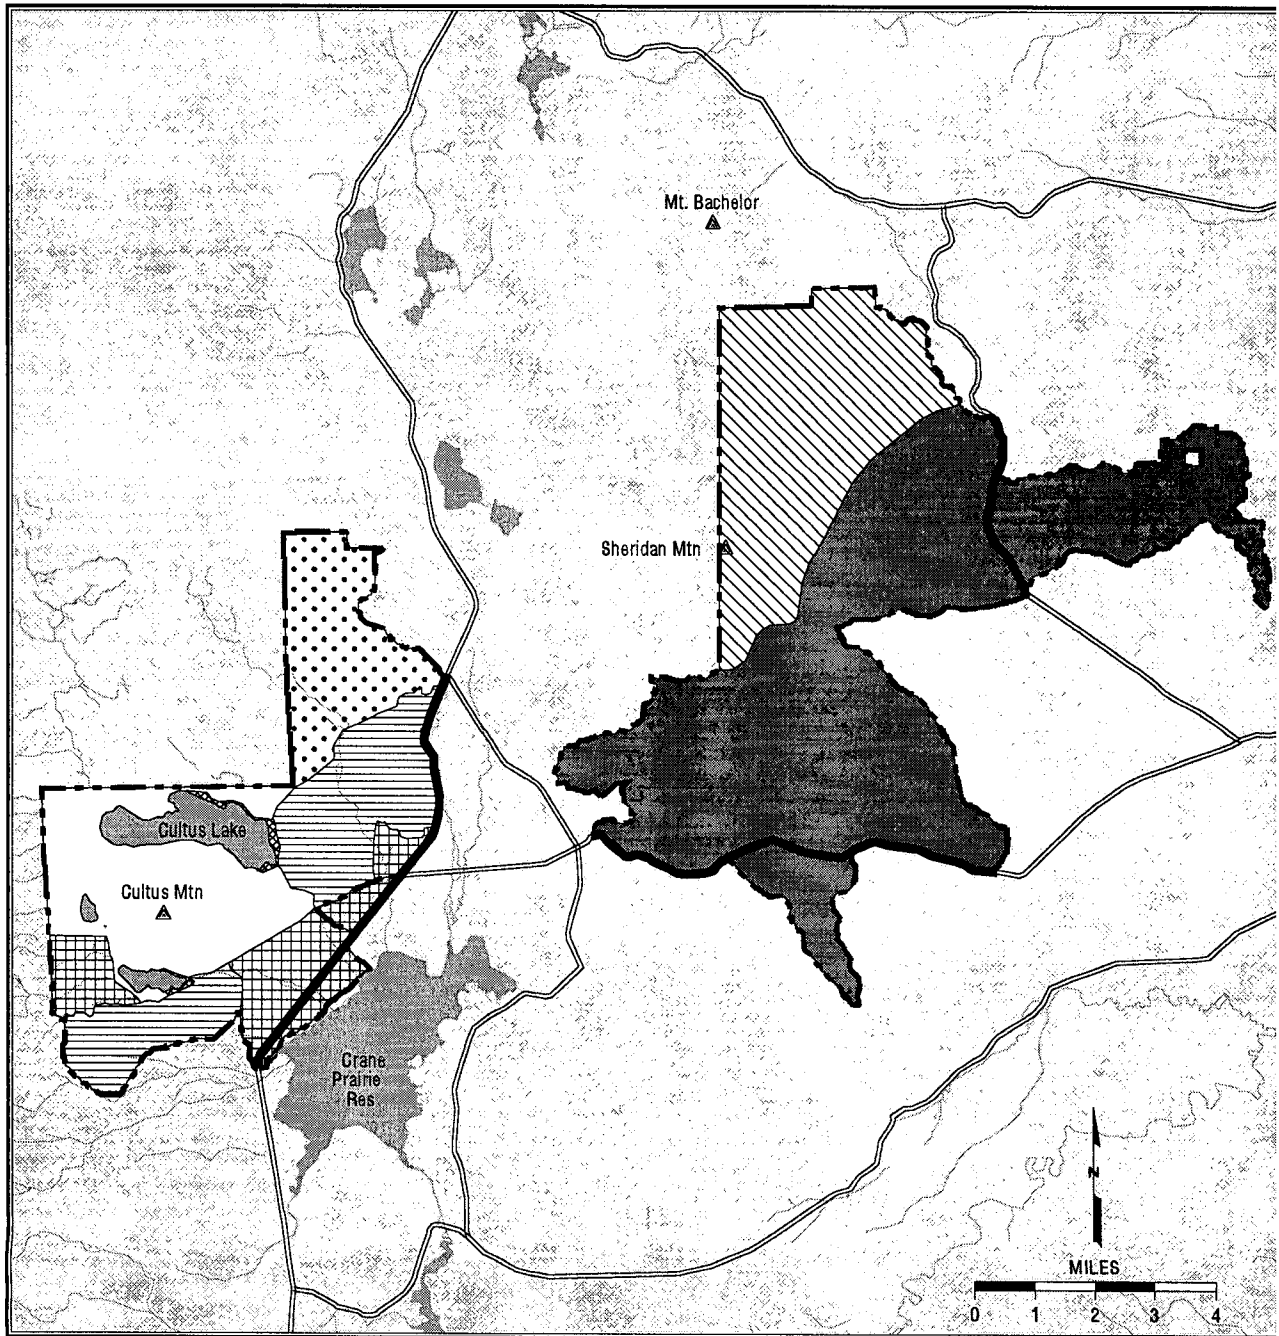 Mt. Bachelor
Sheridan Mtn
Cultus Lake
Cultus Mtn
Crane
Prairie
Res
N
MILES
0 1 2 3 4